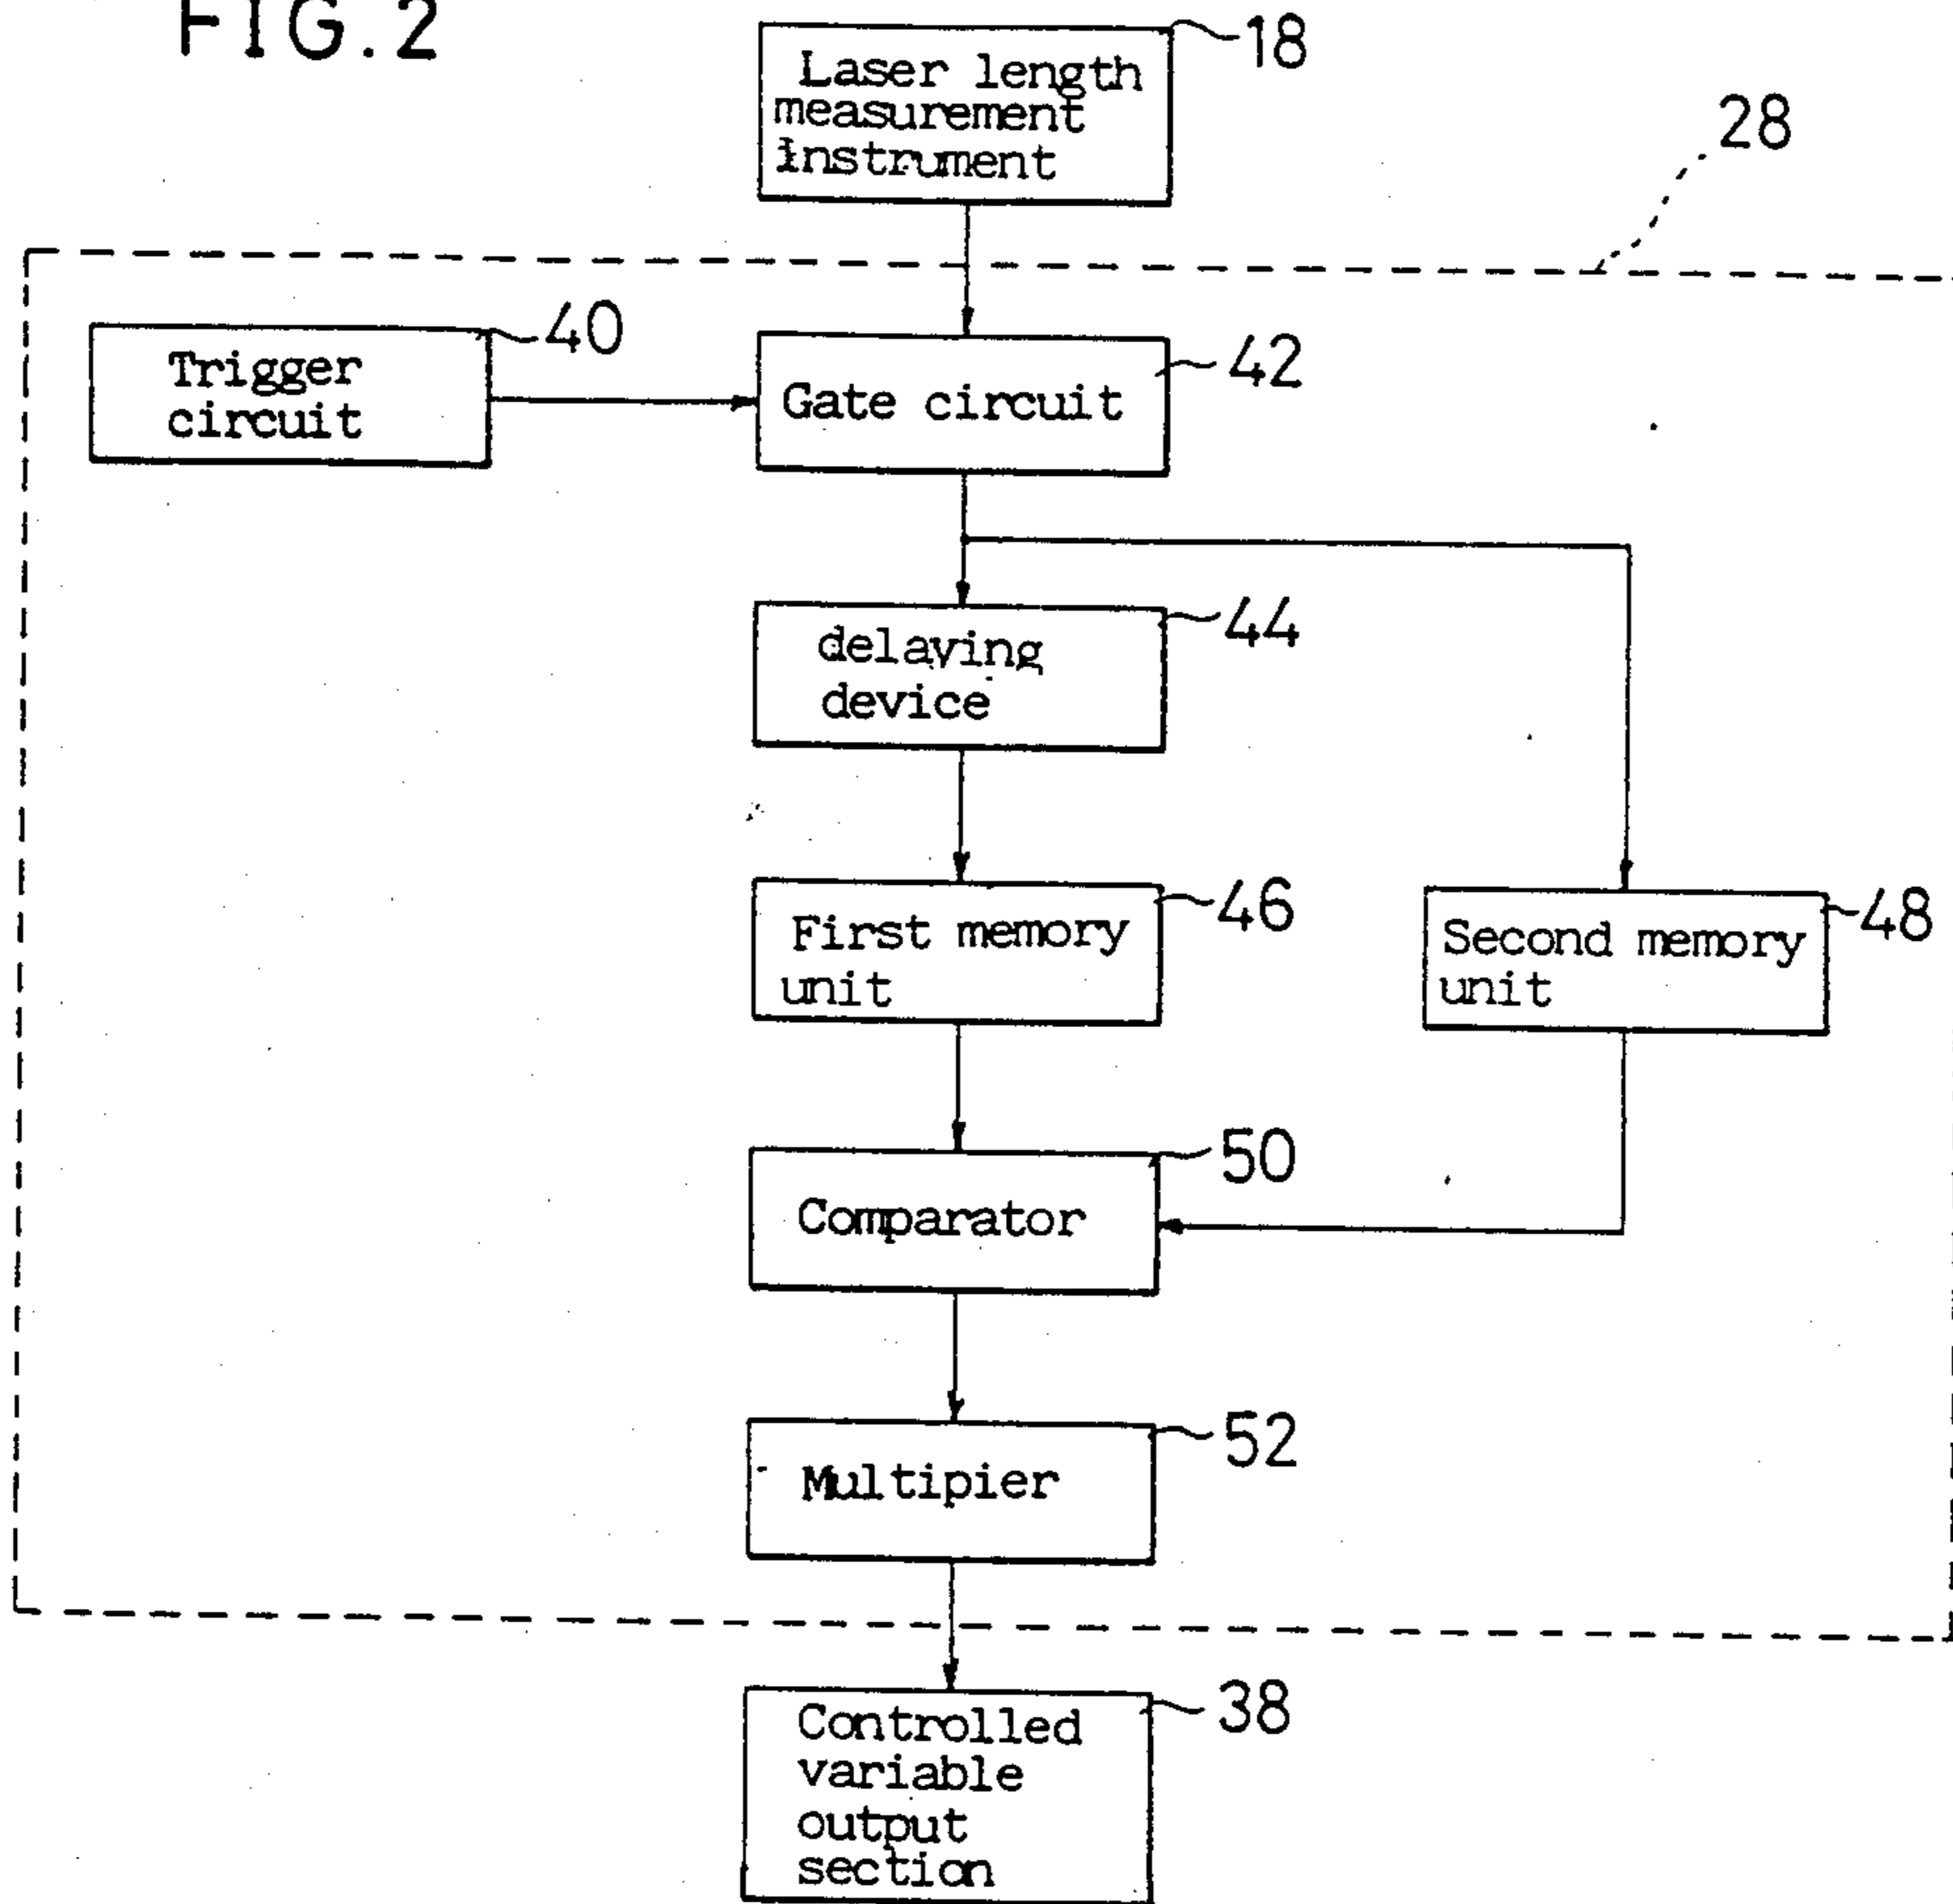 FIG.2
18
Laser length
measurement
instrument
28
40
Trigger
circuit
42
Gate circuit
44
delaying
device
46
First memory
unit
48
Second memory
unit
50
Comparator
52
Multipier
38
Controlled
variable
output
section